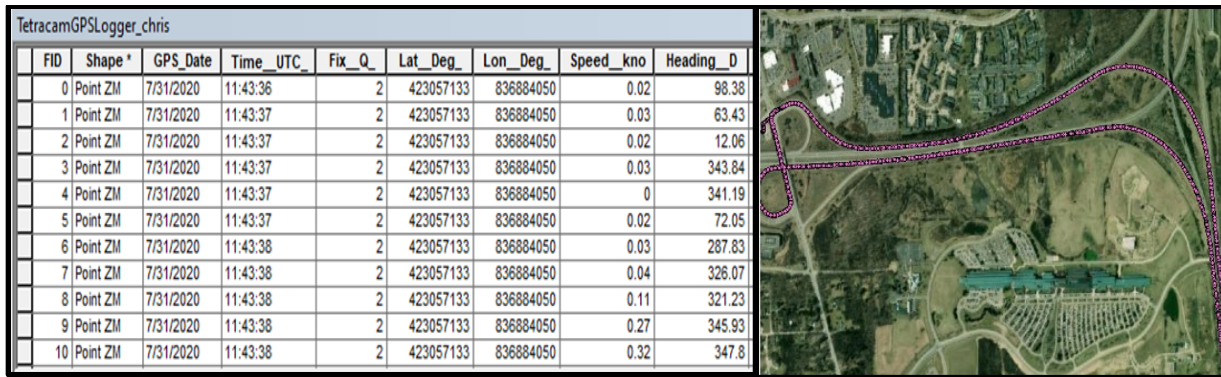 TetracamGPSLogger_chris
FID Shape * GPS_Date Time__UTC_ Fix__Q_ Lat__Deg_ Lon__Deg_ Speed__kno Heading__D
0 Point ZM 7/31/2020 11:43:36 2 423057133 836884050 0.02 98.38
1 Point ZM 7/31/2020 11:43:37 2 423057133 836884050 0.03 63.43
2 Point ZM 7/31/2020 11:43:37 2 423057133 836884050 0.02 12.06
3 Point ZM 7/31/2020 11:43:37 2 423057133 836884050 0.03 343.84
4 Point ZM 7/31/2020 11:43:37 2 423057133 836884050 0 341.19
5 Point ZM 7/31/2020 11:43:37 2 423057133 836884050 0.02 72.05
6 Point ZM 7/31/2020 11:43:38 2 423057133 836884050 0.03 287.83
7 Point ZM 7/31/2020 11:43:38 2 423057133 836884050 0.04 326.07
8 Point ZM 7/31/2020 11:43:38 2 423057133 836884050 0.11 321.23
9 Point ZM 7/31/2020 11:43:38 2 423057133 836884050 0.27 345.93
10 Point ZM 7/31/2020 11:43:38 2 423057133 836884050 0.32 347.8